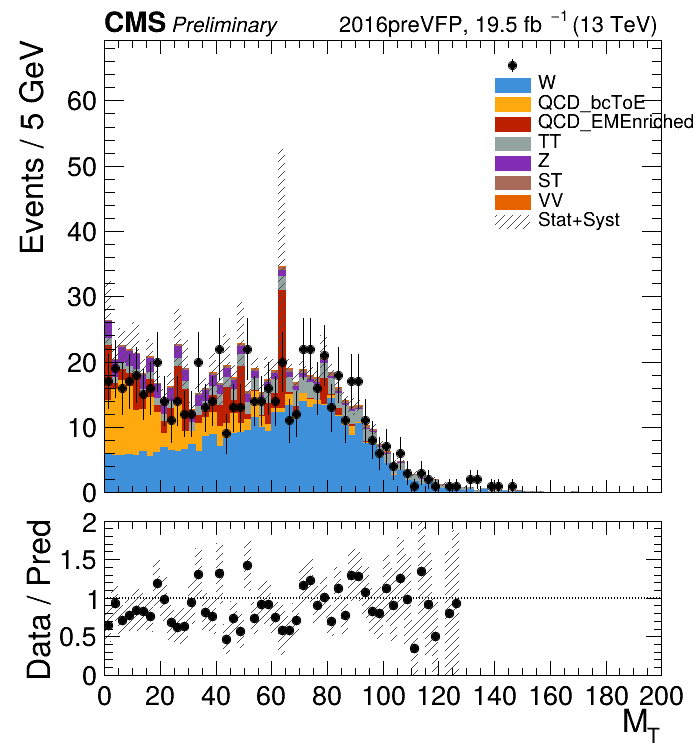 CMS Preliminary 2016preVFP, 19.5 fb⁻¹ (13 TeV)
Events / 5 GeV
W
QCD_bcToE
QCD_EMEnriched
TT
Z
ST
VV
Stat+Syst
60
50
40
30
20
10
0
Data / Pred
2
1.5
1
0.5
0
0 20 40 60 80 100 120 140 160 180 200
M_T